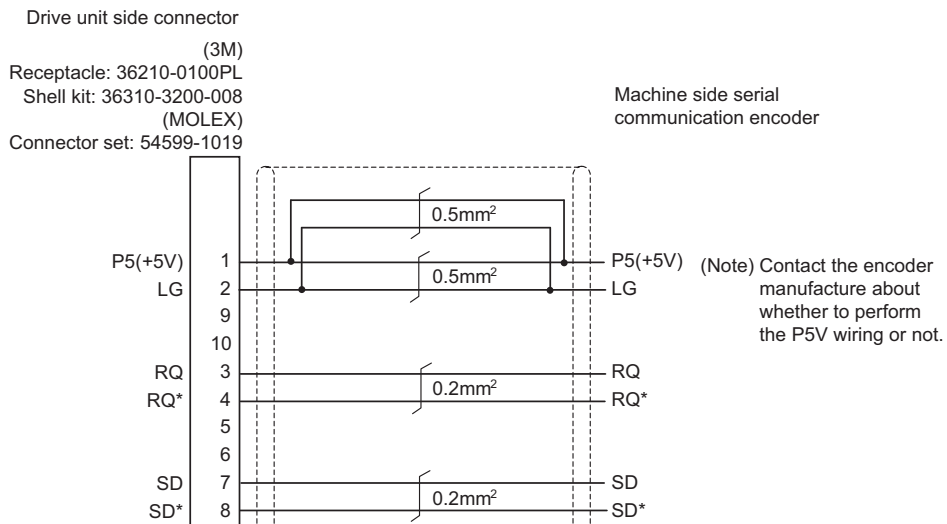 Drive unit side connector
(3M)
Receptacle: 36210-0100PL
Shell kit: 36310-3200-008
(MOLEX)
Connector set: 54599-1019
Machine side serial
communication encoder
0.5mm²
P5(+5V) 1 P5(+5V)
0.5mm²
LG 2 LG
(Note) Contact the encoder
manufacture about
whether to perform
the P5V wiring or not.
9
10
RQ 3 RQ
0.2mm²
RQ* 4 RQ*
5
6
SD 7 SD
0.2mm²
SD* 8 SD*